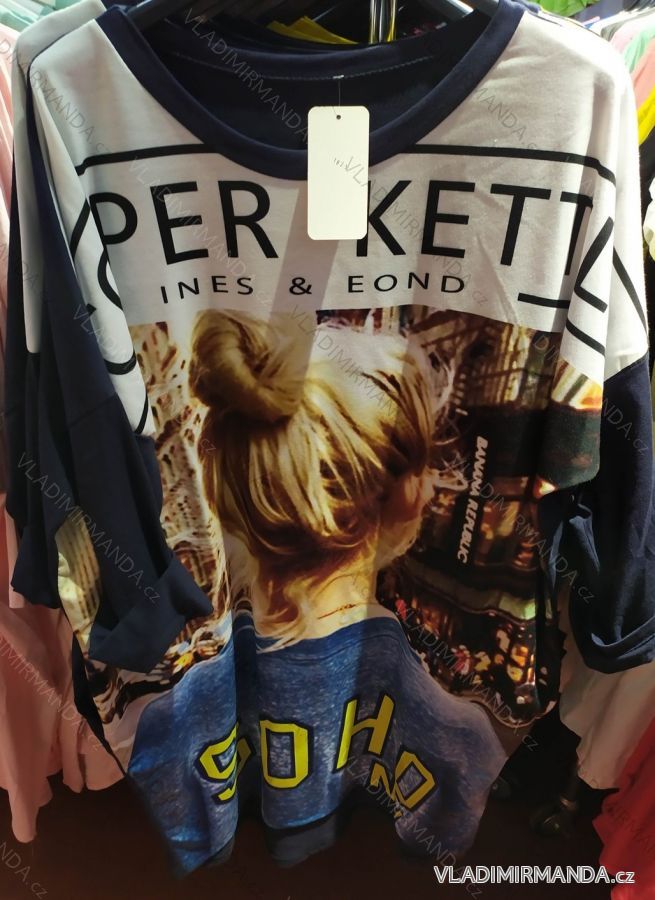 PER KETT
INES & EOND
BANANA REPUBLIC
SOHO
N
VLADIMIRMANDA.cz